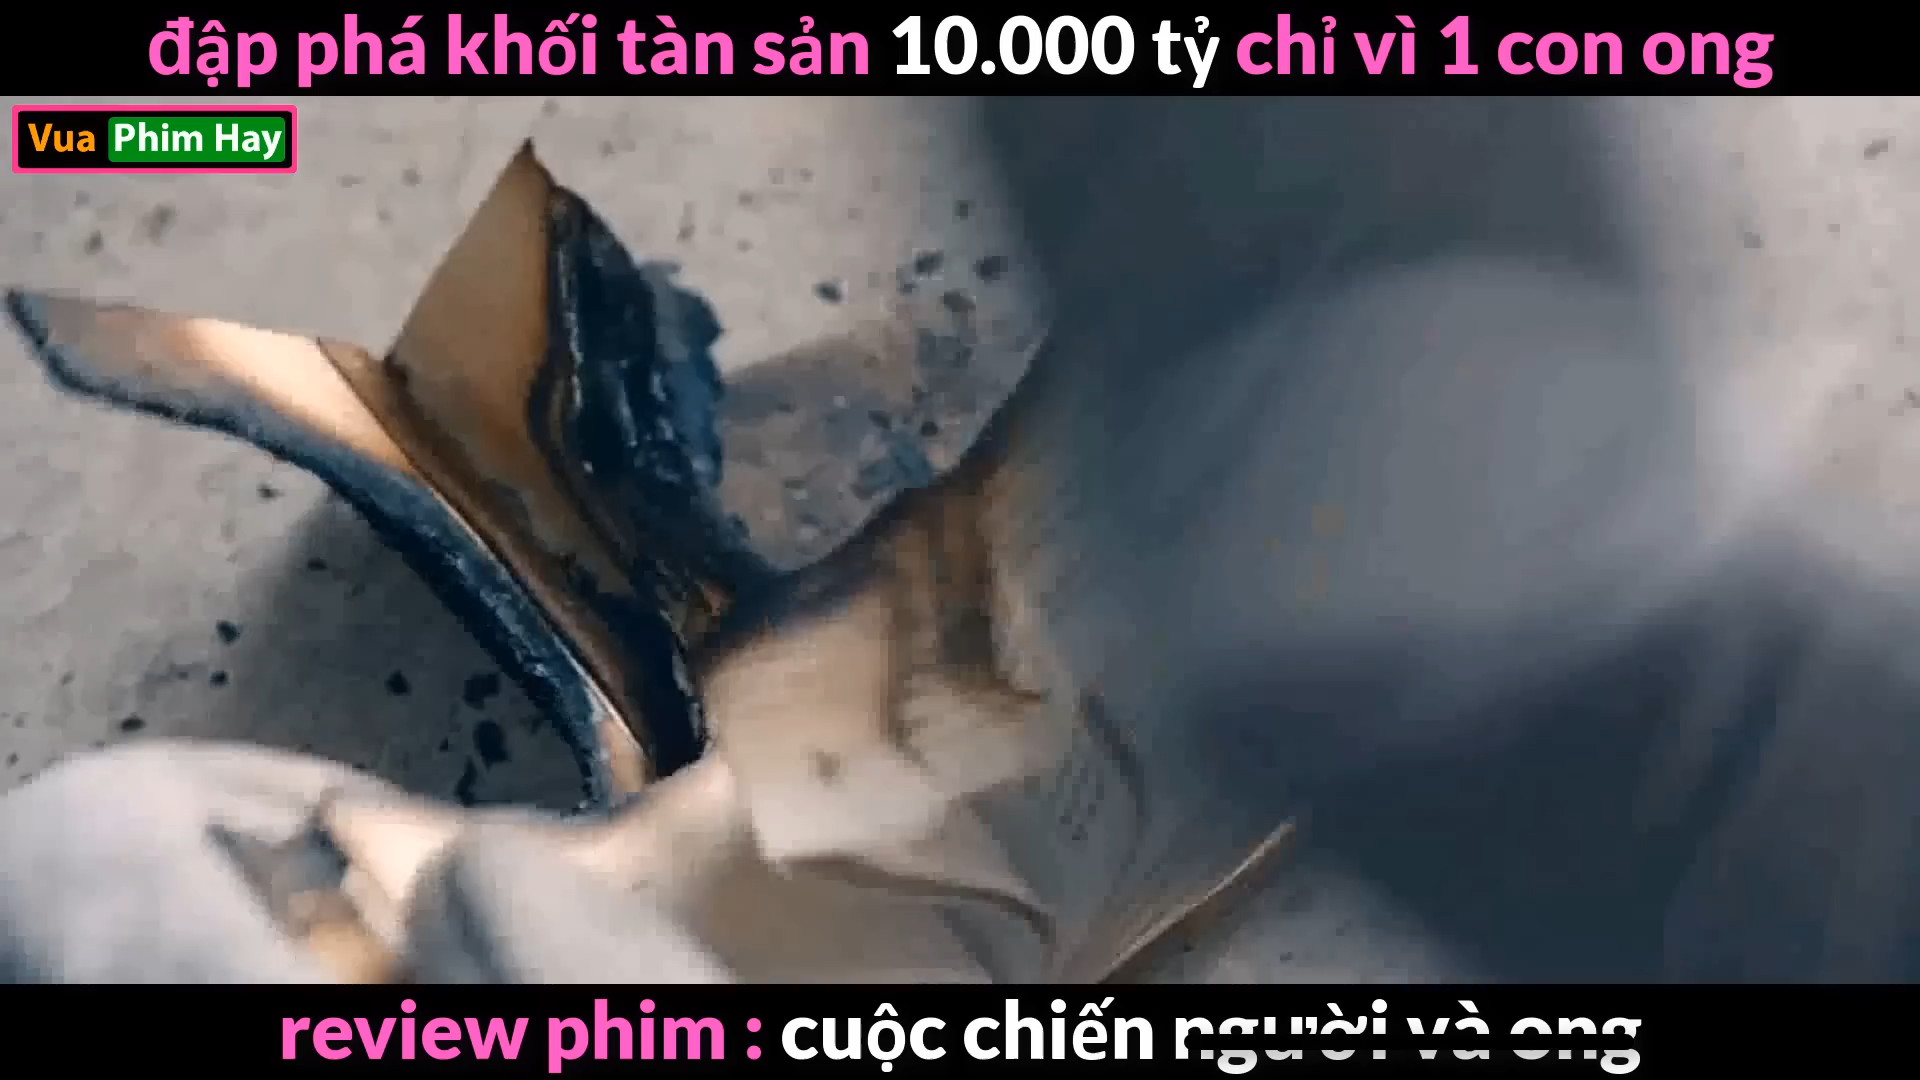 đập phá khối tàn sản 10.000 tỷ chỉ vì 1 con ong
Vua Phim Hay
review phim : cuộc chiến người và ong